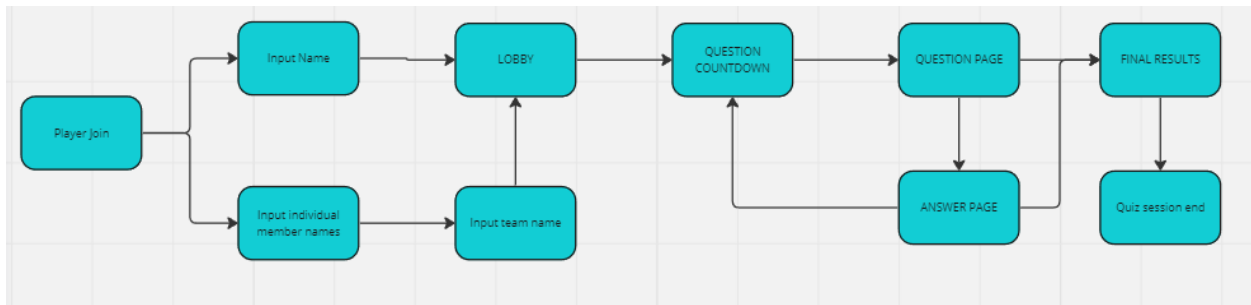 Player Join
Input Name
LOBBY
QUESTION
COUNTDOWN
QUESTION PAGE
FINAL RESULTS
Input individual
member names
Input team name
ANSWER PAGE
Quiz session end